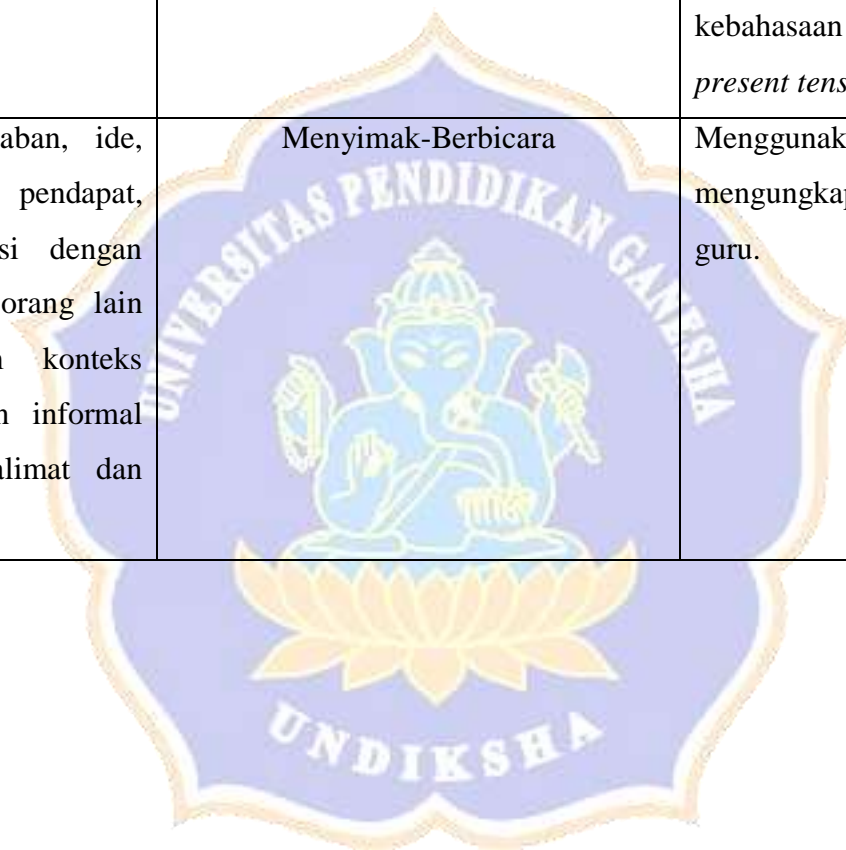 kebahasaan
present tens
aban, ide,
pendapat,
si dengan
orang lain
konteks
n informal
alimat dan
Menyimak-Berbicara
Menggunak
mengungkap
guru.
UNIVERSITAS PENDIDIKAN GANESHA
UNDIKSHA